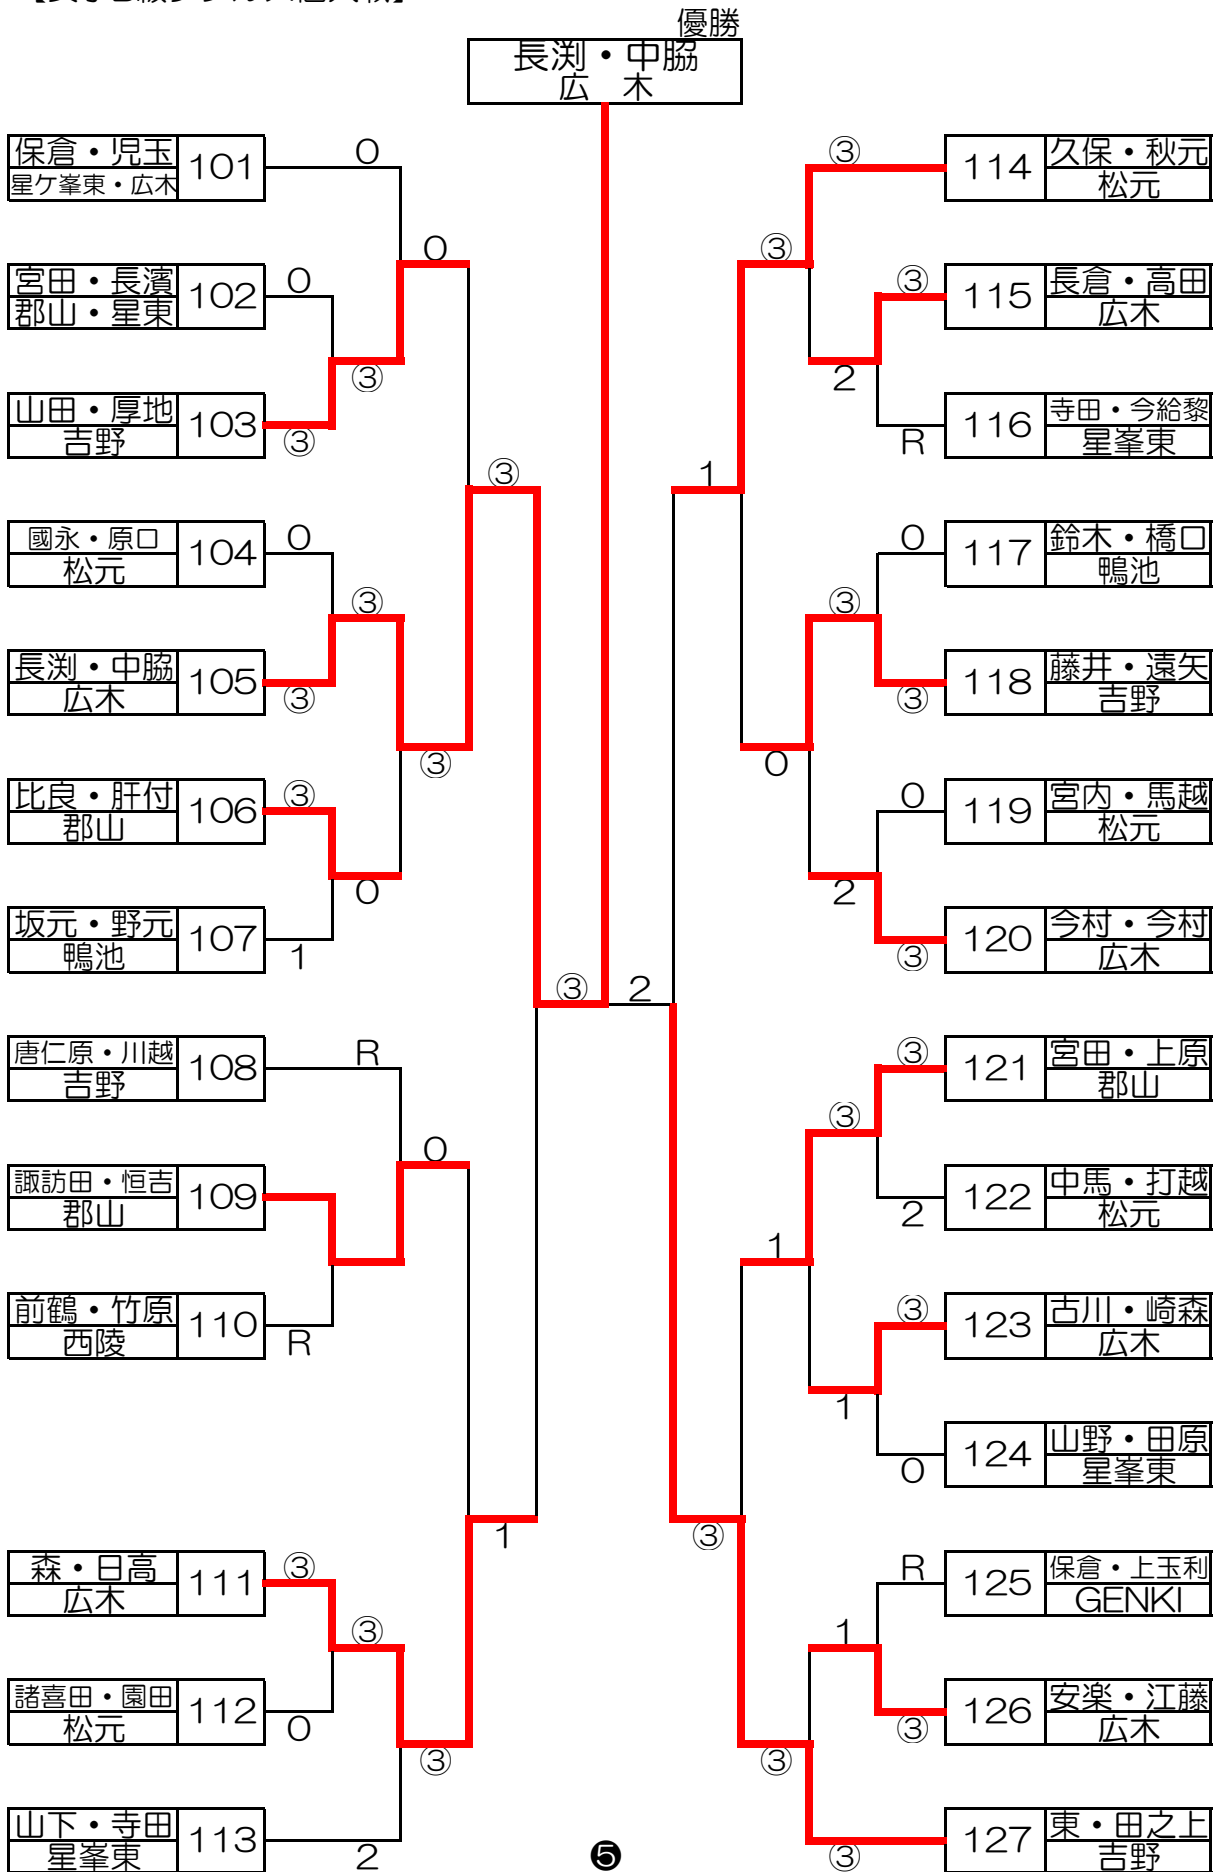 優勝
長渕・中脇
広　木
保倉・児玉
星ケ峯東・広木
101
0
宮田・長濱
郡山・星東
102
0
0
③
山田・厚地
吉野
103
③
③
國永・原口
松元
104
0
③
長渕・中脇
広木
105
③
③
比良・肝付
郡山
106
③
0
坂元・野元
鴨池
107
1
③
2
唐仁原・川越
吉野
108
R
0
諏訪田・恒吉
郡山
109
前鶴・竹原
西陵
110
R
1
森・日高
広木
111
③
③
諸喜田・園田
松元
112
0
③
山下・寺田
星峯東
113
2
③
114
久保・秋元
松元
③
③
115
長倉・高田
広木
2
R
116
寺田・今給黎
星峯東
1
0
117
鈴木・橋口
鴨池
③
③
118
藤井・遠矢
吉野
0
0
119
宮内・馬越
松元
2
③
120
今村・今村
広木
③
121
宮田・上原
郡山
③
2
122
中馬・打越
松元
1
③
123
古川・崎森
広木
1
0
124
山野・田原
星峯東
③
R
125
保倉・上玉利
GENKI
1
③
126
安楽・江藤
広木
③
③
127
東・田之上
吉野
❺